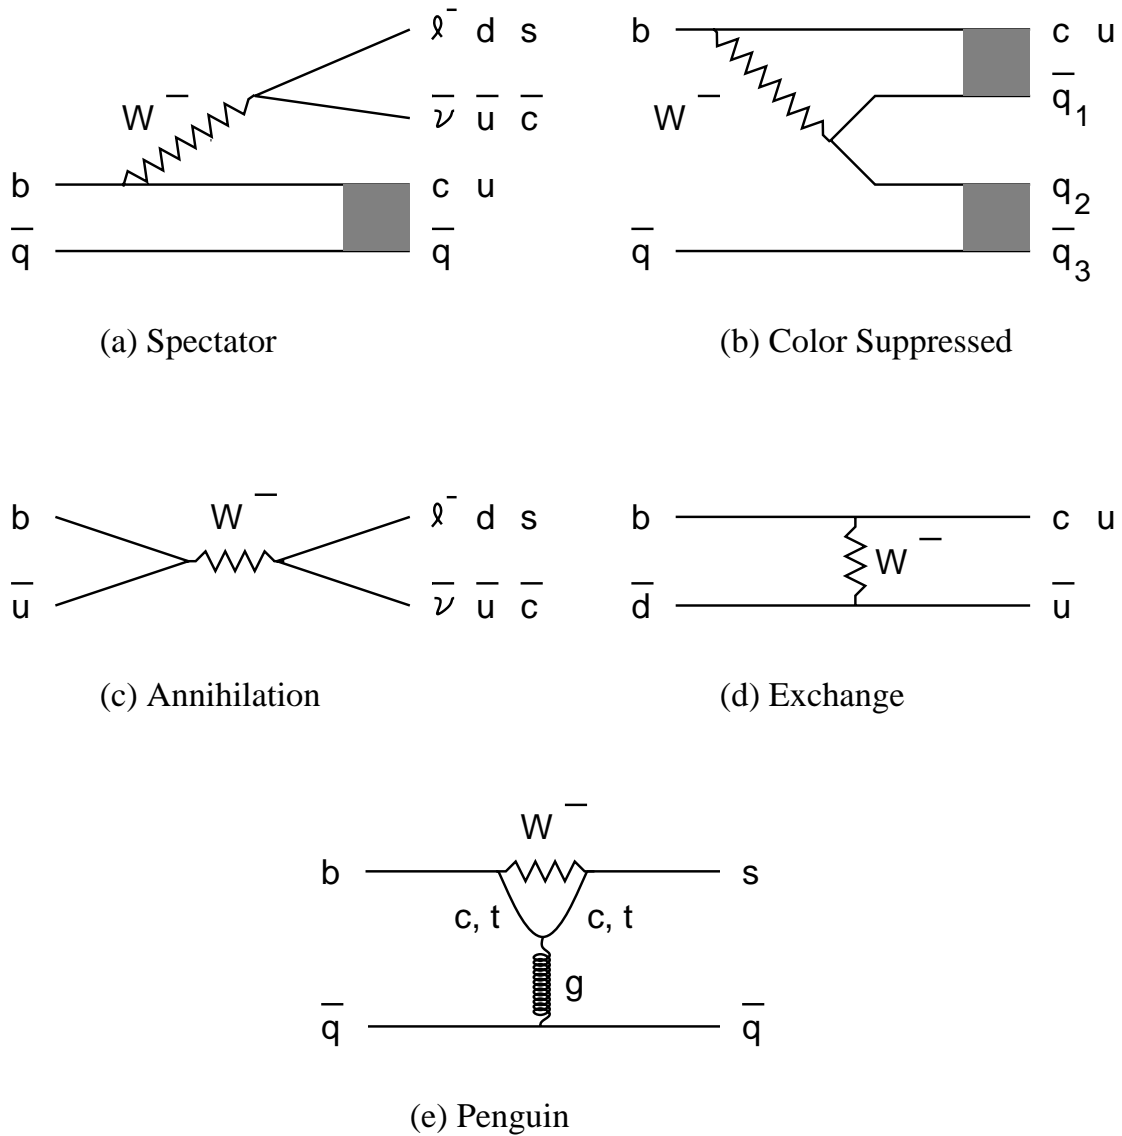 ℓ⁻ d s
W⁻
ν̅ u̅ c̅
b c u
q̅ q̅
(a) Spectator
b c u
W⁻ q̅₁
q₂
q̅ q̅₃
(b) Color Suppressed
b W⁻ ℓ⁻ d s
u̅ ν̅ u̅ c̅
(c) Annihilation
b c u
W⁻
d̅ u̅
(d) Exchange
W⁻
b s
c, t c, t
g
q̅ q̅
(e) Penguin